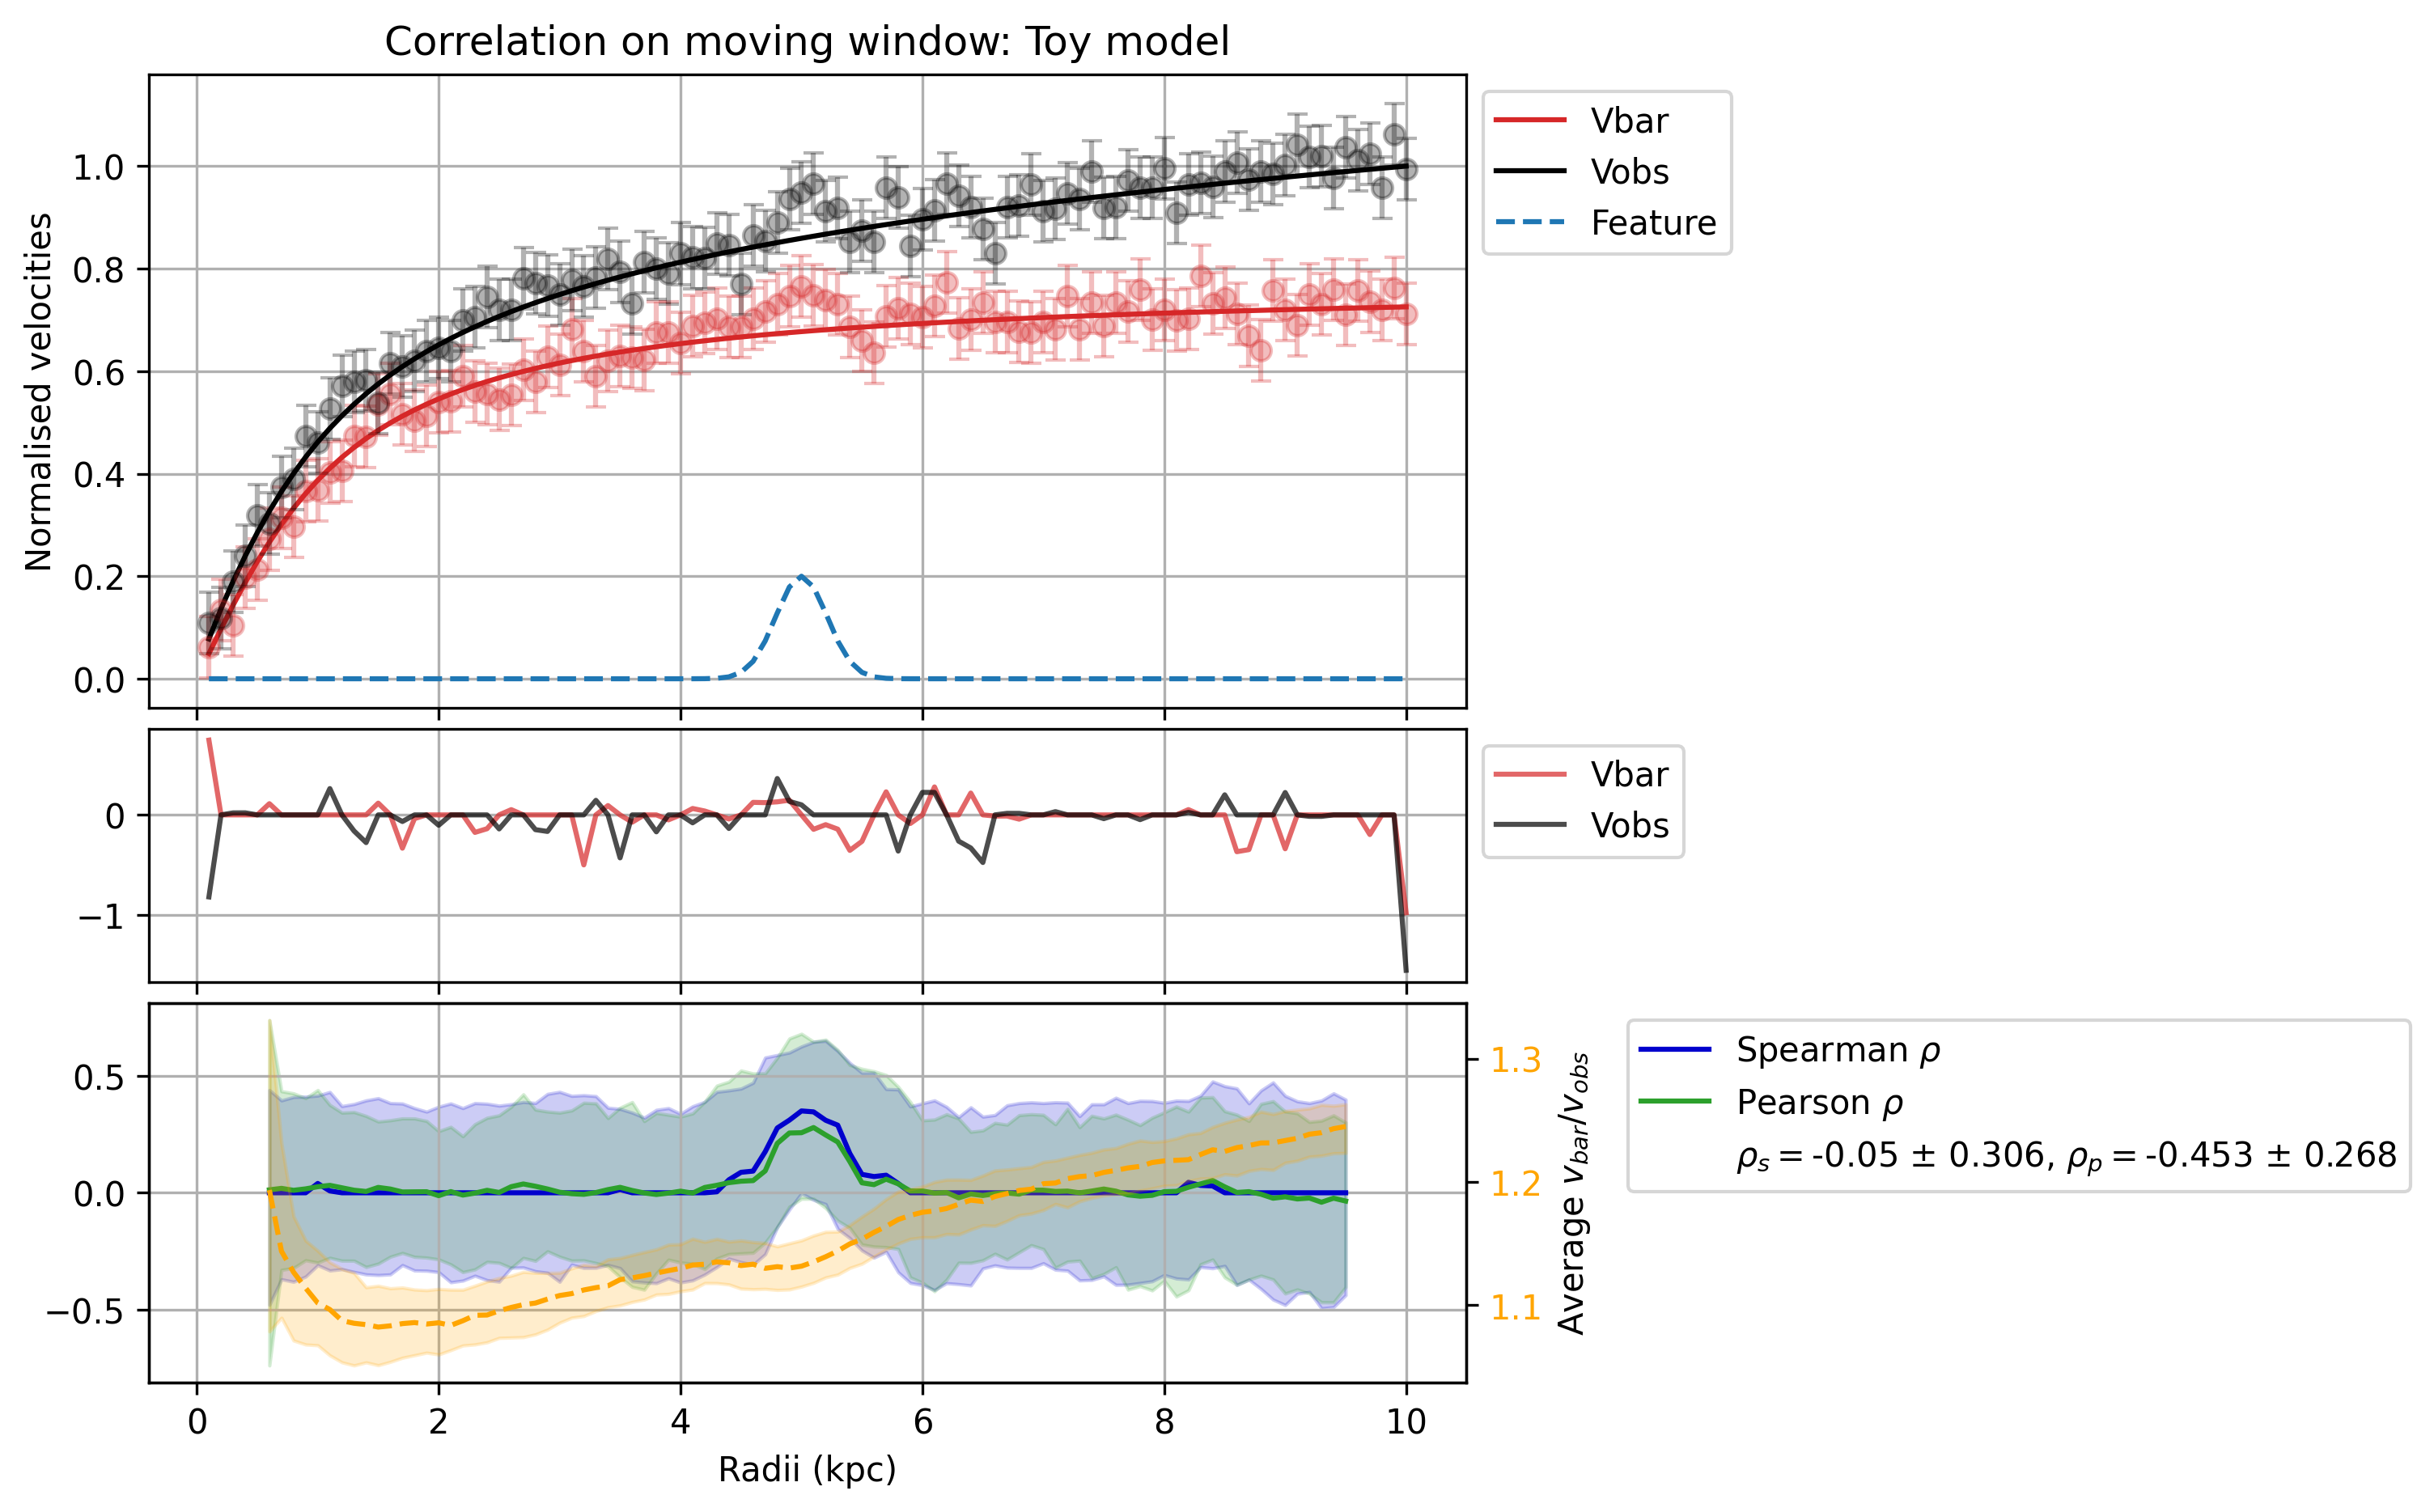 Correlation on moving window: Toy model
Normalised velocities
1.0
0.8
0.6
0.4
0.2
0.0
Vbar
Vobs
Feature
0
−1
Vbar
Vobs
0.5
0.0
−0.5
1.3
1.2
1.1
Average v_bar/v_obs
Spearman ρ
Pearson ρ
ρ_s = -0.05 ± 0.306, ρ_p = -0.453 ± 0.268
0 2 4 6 8 10
Radii (kpc)